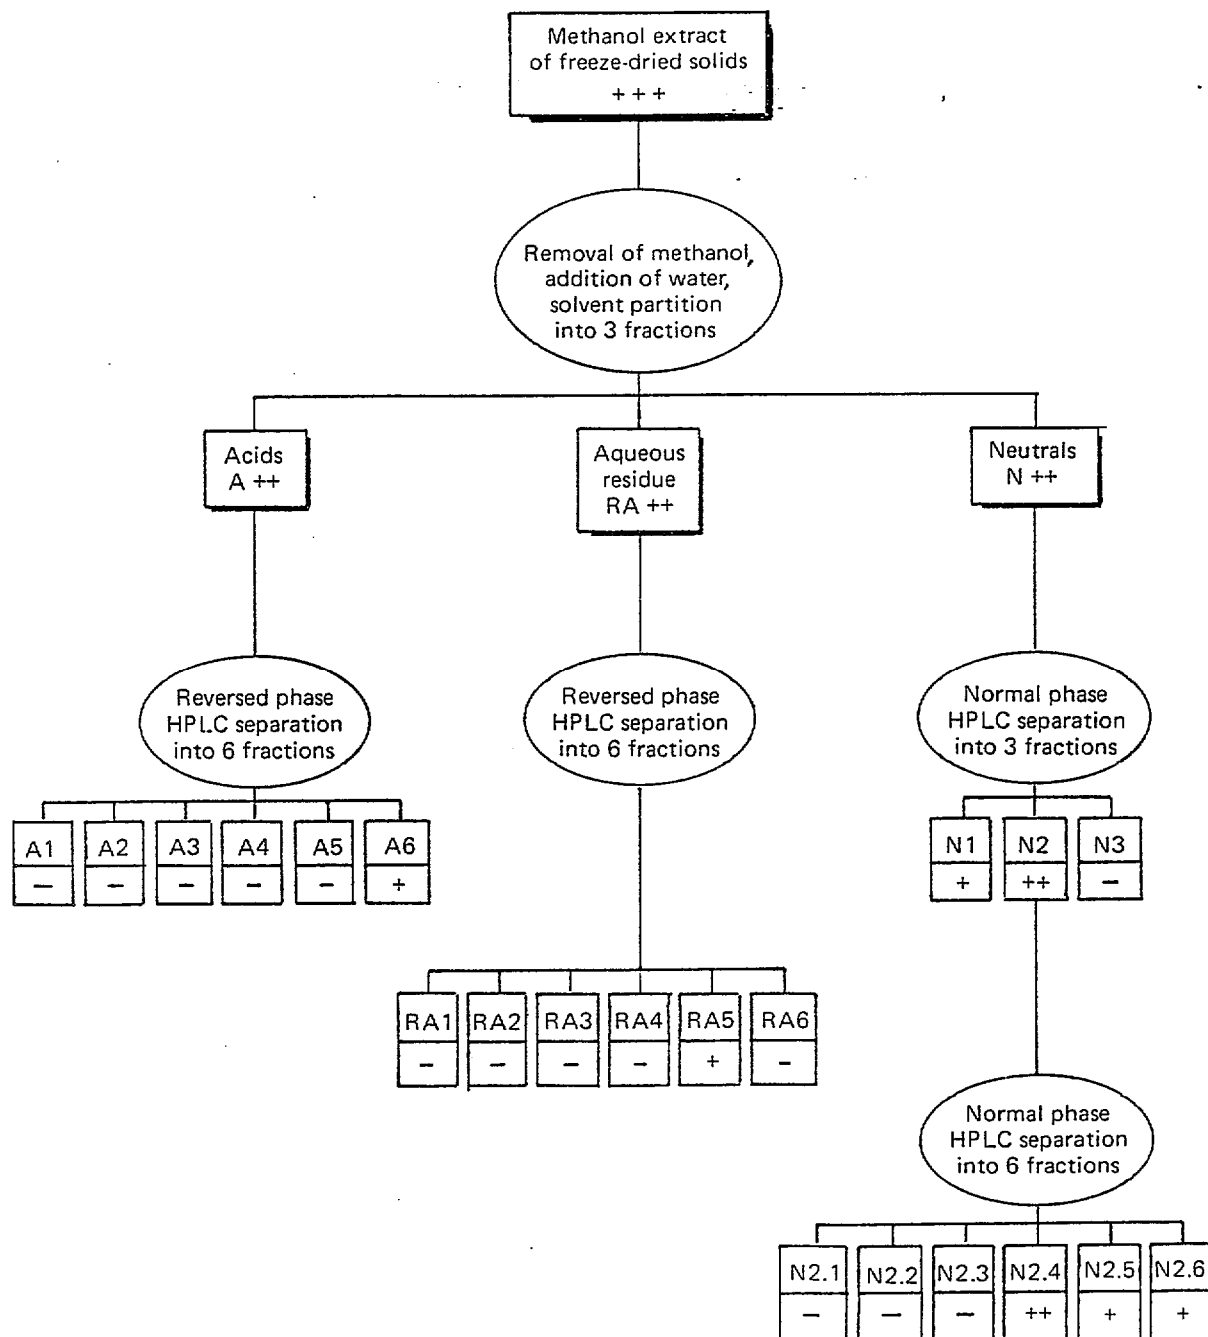 Methanol extract
of freeze-dried solids
+ + +
Removal of methanol,
addition of water,
solvent partition
into 3 fractions
Acids
A ++
Aqueous
residue
RA ++
Neutrals
N ++
Reversed phase
HPLC separation
into 6 fractions
Reversed phase
HPLC separation
into 6 fractions
Normal phase
HPLC separation
into 3 fractions
A1 A2 A3 A4 A5 A6
– – – – – +
N1 N2 N3
+ ++ –
RA1 RA2 RA3 RA4 RA5 RA6
– – – – + –
Normal phase
HPLC separation
into 6 fractions
N2.1 N2.2 N2.3 N2.4 N2.5 N2.6
– – – ++ + +